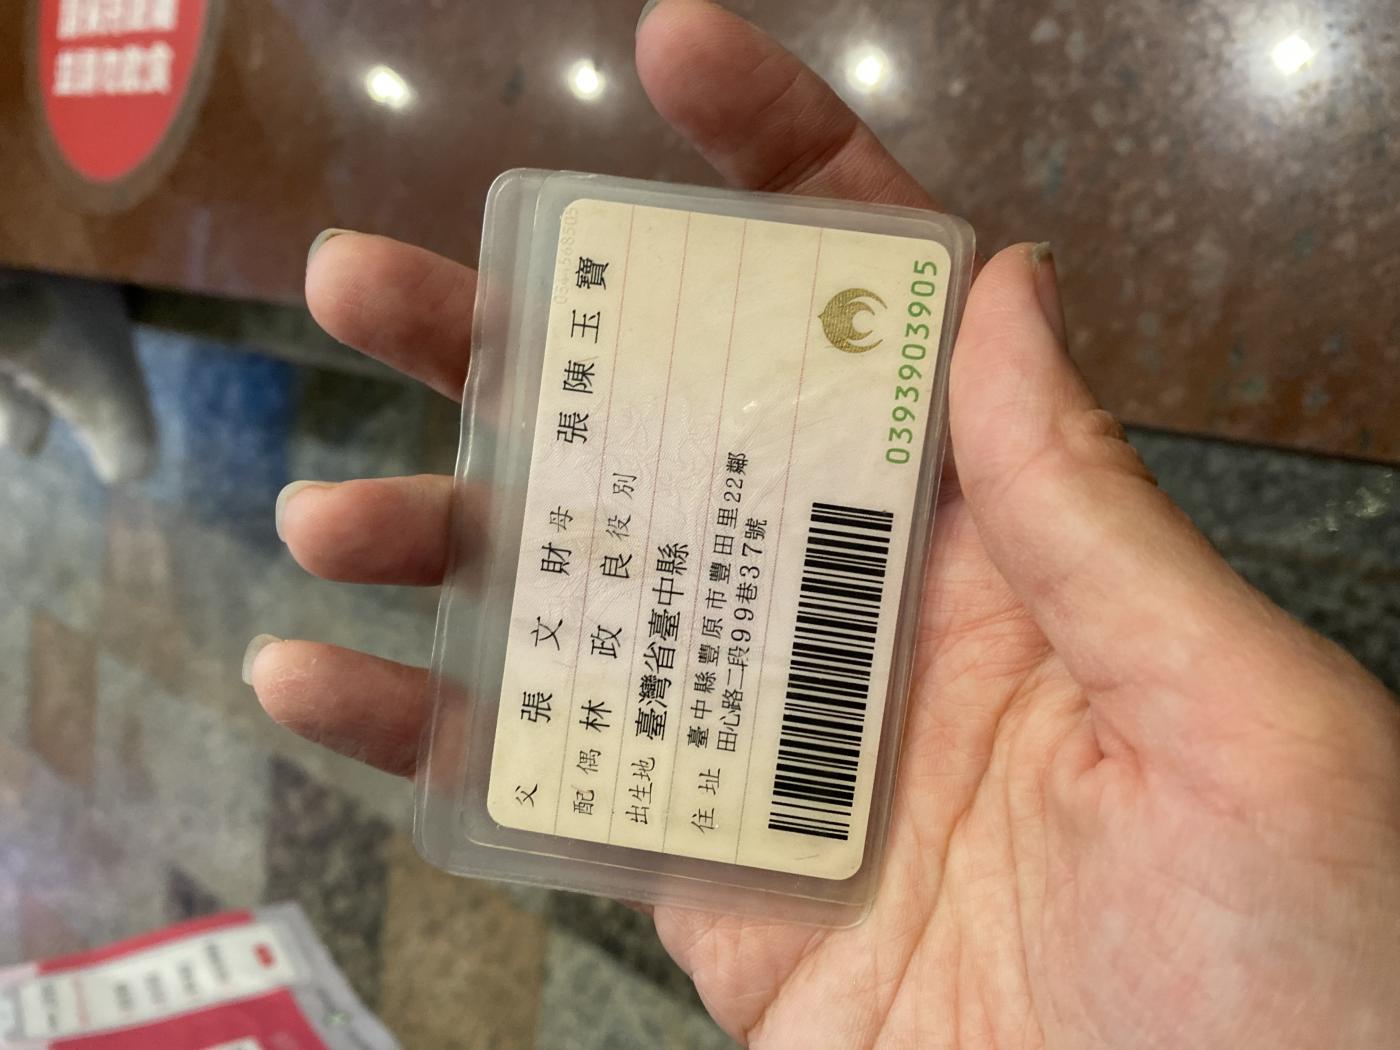 父 張文財 母 張陳玉寶
配偶 林政良 役別
出生地 臺灣省臺中縣
住址 臺中縣豐原市豐田里22鄰
田心路二段99巷37號
0393903905